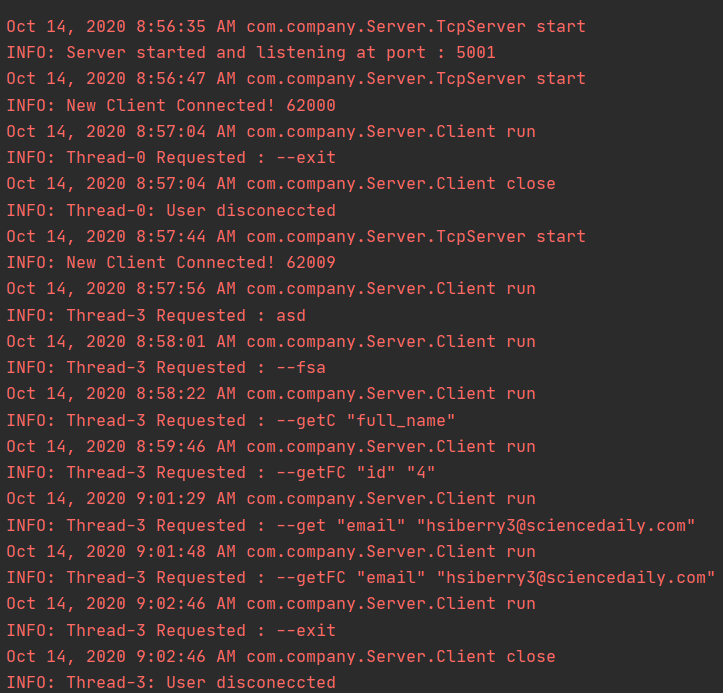 Oct 14, 2020 8:56:35 AM com.company.Server.TcpServer start
INFO: Server started and listening at port : 5001
Oct 14, 2020 8:56:47 AM com.company.Server.TcpServer start
INFO: New Client Connected! 62000
Oct 14, 2020 8:57:04 AM com.company.Server.Client run
INFO: Thread-0 Requested : --exit
Oct 14, 2020 8:57:04 AM com.company.Server.Client close
INFO: Thread-0: User disconeccted
Oct 14, 2020 8:57:44 AM com.company.Server.TcpServer start
INFO: New Client Connected! 62009
Oct 14, 2020 8:57:56 AM com.company.Server.Client run
INFO: Thread-3 Requested : asd
Oct 14, 2020 8:58:01 AM com.company.Server.Client run
INFO: Thread-3 Requested : --fsa
Oct 14, 2020 8:58:22 AM com.company.Server.Client run
INFO: Thread-3 Requested : --getC "full_name"
Oct 14, 2020 8:59:46 AM com.company.Server.Client run
INFO: Thread-3 Requested : --getFC "id" "4"
Oct 14, 2020 9:01:29 AM com.company.Server.Client run
INFO: Thread-3 Requested : --get "email" "hsiberry3@sciencedaily.com"
Oct 14, 2020 9:01:48 AM com.company.Server.Client run
INFO: Thread-3 Requested : --getFC "email" "hsiberry3@sciencedaily.com"
Oct 14, 2020 9:02:46 AM com.company.Server.Client run
INFO: Thread-3 Requested : --exit
Oct 14, 2020 9:02:46 AM com.company.Server.Client close
INFO: Thread-3: User disconeccted